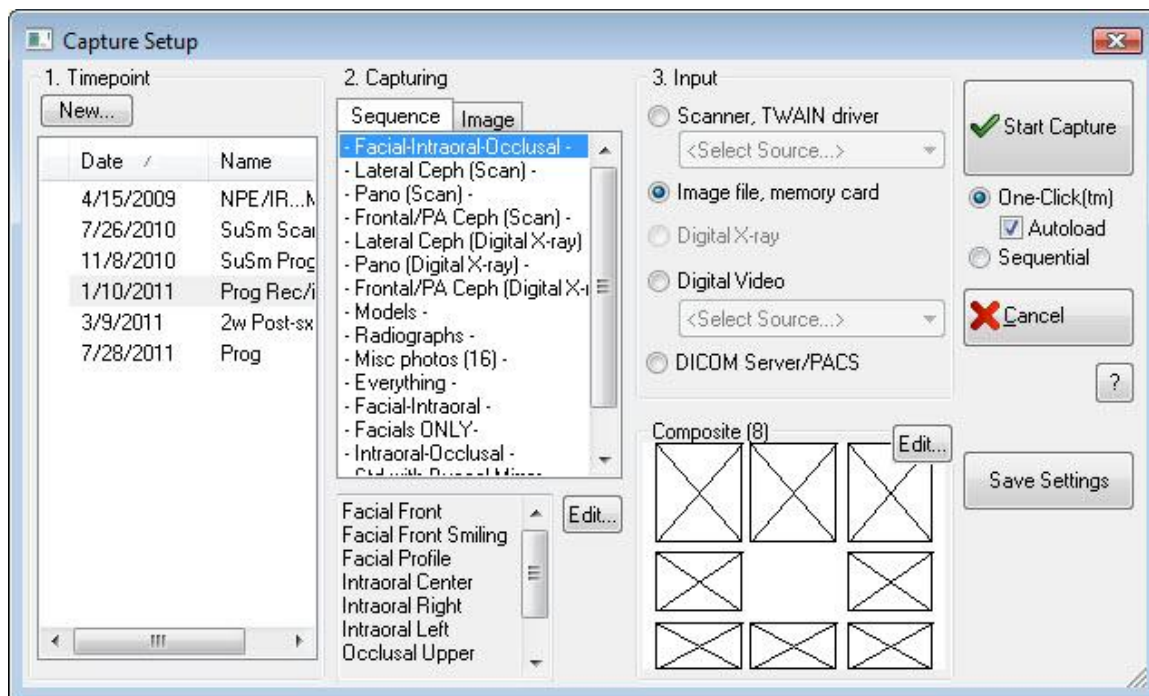 Capture Setup
1. Timepoint
New...
Date Name
4/15/2009 NPE/IR...
7/26/2010 SuSm Scan
11/8/2010 SuSm Prog
1/10/2011 Prog Rec/i
3/9/2011 2w Post-sx
7/28/2011 Prog
2. Capturing
Sequence Image
- Facial-Intraoral-Occlusal -
- Lateral Ceph (Scan) -
- Pano (Scan) -
- Frontal/PA Ceph (Scan) -
- Lateral Ceph (Digital X-ray)
- Pano (Digital X-ray) -
- Frontal/PA Ceph (Digital X-r
- Models -
- Radiographs -
- Misc photos (16) -
- Everything -
- Facial-Intraoral -
- Facials ONLY-
- Intraoral-Occlusal -
Facial Front
Facial Front Smiling
Facial Profile
Intraoral Center
Intraoral Right
Intraoral Left
Occlusal Upper
Edit...
3. Input
Scanner, TWAIN driver
<Select Source...>
Image file, memory card
Digital X-ray
Digital Video
<Select Source...>
DICOM Server/PACS
Composite (8)
Edit...
Start Capture
One-Click(tm)
Autoload
Sequential
Cancel
?
Save Settings